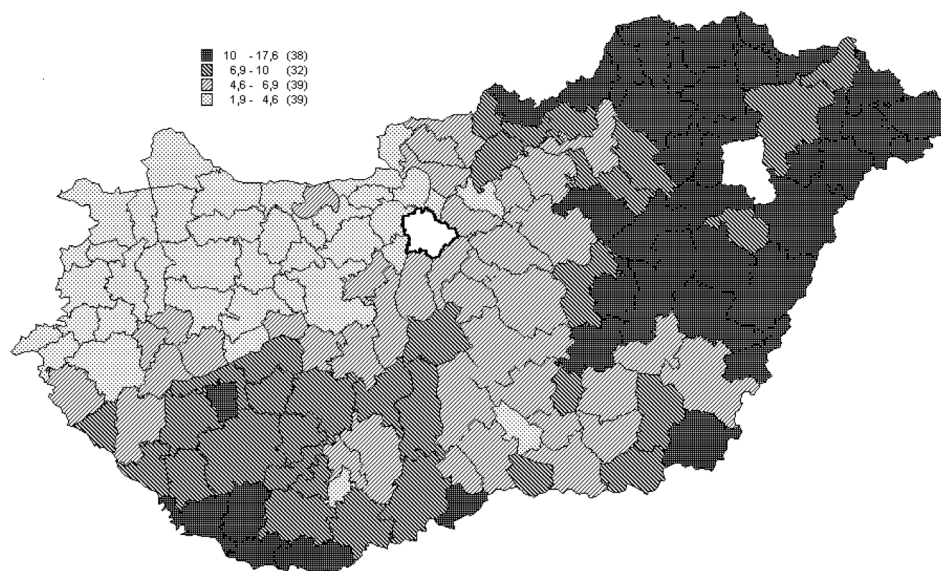 10 - 17,6 (38)
6,9 - 10 (32)
4,6 - 6,9 (39)
1,9 - 4,6 (39)